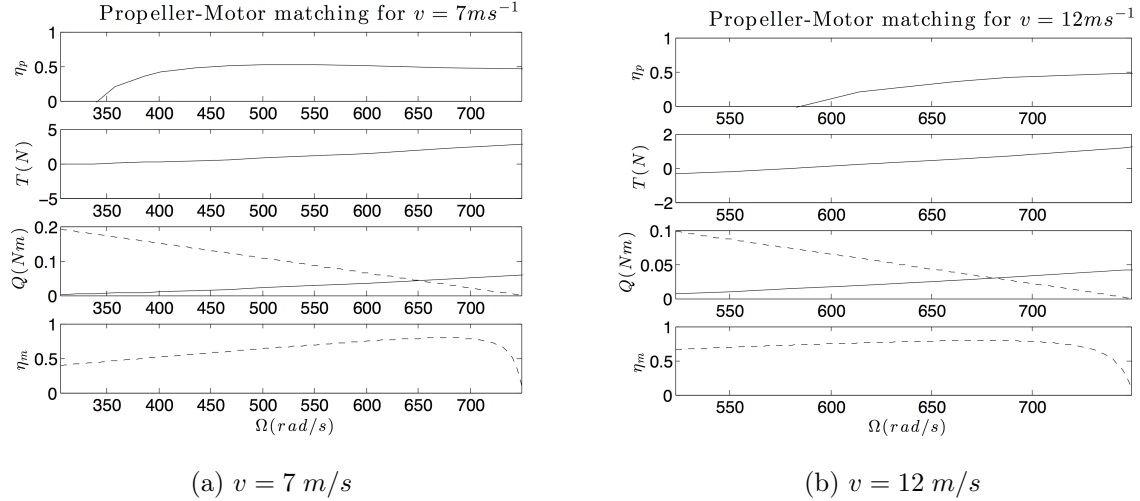 Propeller-Motor matching for v = 7ms⁻¹
1
0.5
0
η_p
350 400 450 500 550 600 650 700
5
0
−5
T(N)
350 400 450 500 550 600 650 700
0.2
0.1
0
Q(Nm)
350 400 450 500 550 600 650 700
1
0.5
0
η_m
350 400 450 500 550 600 650 700
Ω(rad/s)
(a) v = 7 m/s
Propeller-Motor matching for v = 12ms⁻¹
1
0.5
0
η_p
550 600 650 700
2
0
−2
T(N)
550 600 650 700
0.1
0.05
0
Q(Nm)
550 600 650 700
1
0.5
0
η_m
550 600 650 700
Ω(rad/s)
(b) v = 12 m/s